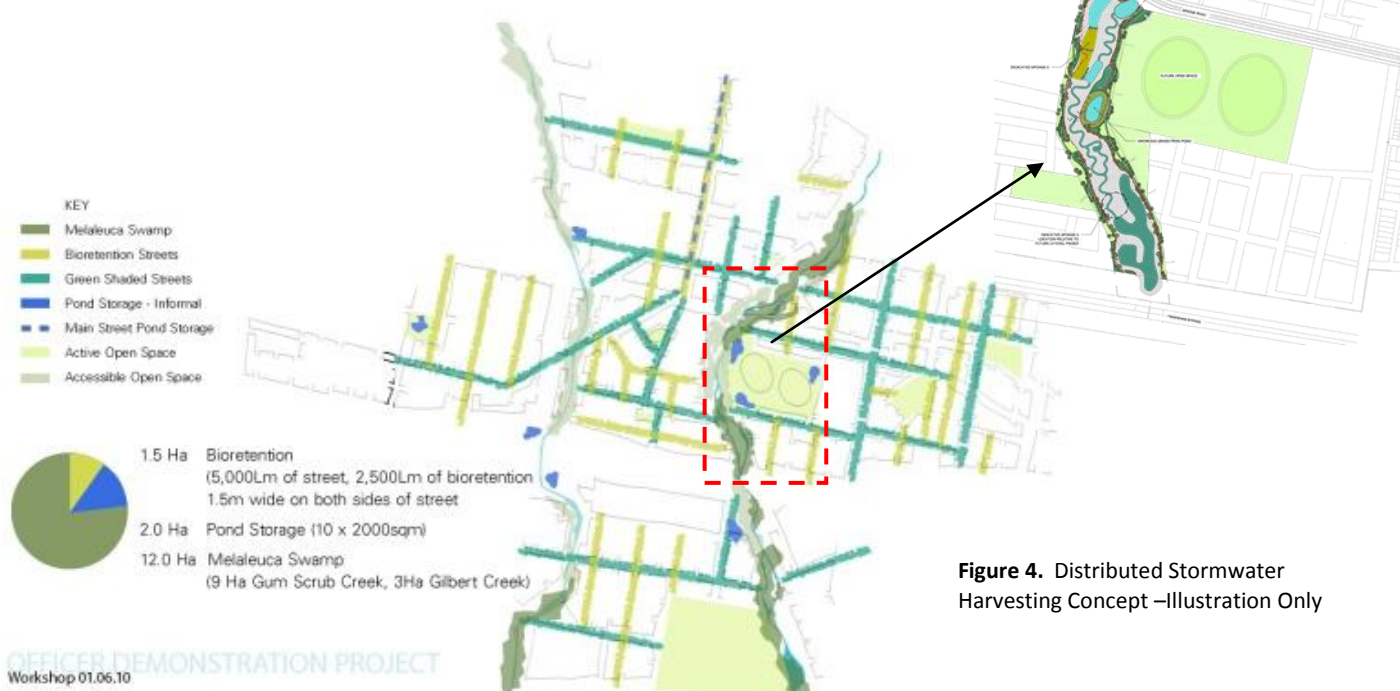 FUTURE OPEN SPACE
KEY
Melaleuca Swamp
Bioretention Streets
Green Shaded Streets
Pond Storage - Informal
Main Street Pond Storage
Active Open Space
Accessible Open Space
1.5 Ha Bioretention
(5,000Lm of street, 2,500Lm of bioretention
1.5m wide on both sides of street
2.0 Ha Pond Storage (10 x 2000sqm)
12.0 Ha Melaleuca Swamp
(9 Ha Gum Scrub Creek, 3Ha Gilbert Creek)
Figure 4. Distributed Stormwater
Harvesting Concept –Illustration Only
OFFICER DEMONSTRATION PROJECT
Workshop 01.06.10